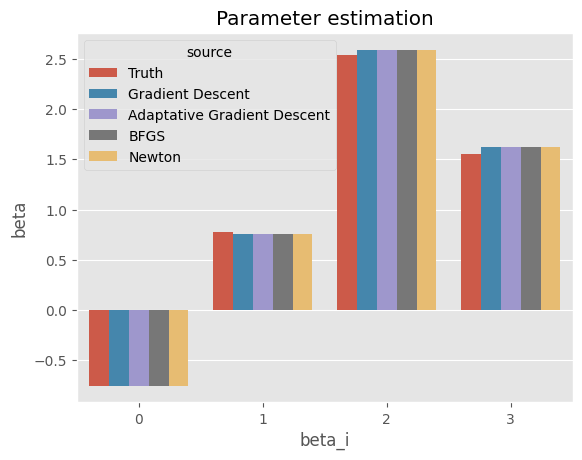 Parameter estimation
source
Truth
Gradient Descent
Adaptative Gradient Descent
BFGS
Newton
beta
2.5
2.0
1.5
1.0
0.5
0.0
−0.5
0 1 2 3
beta_i